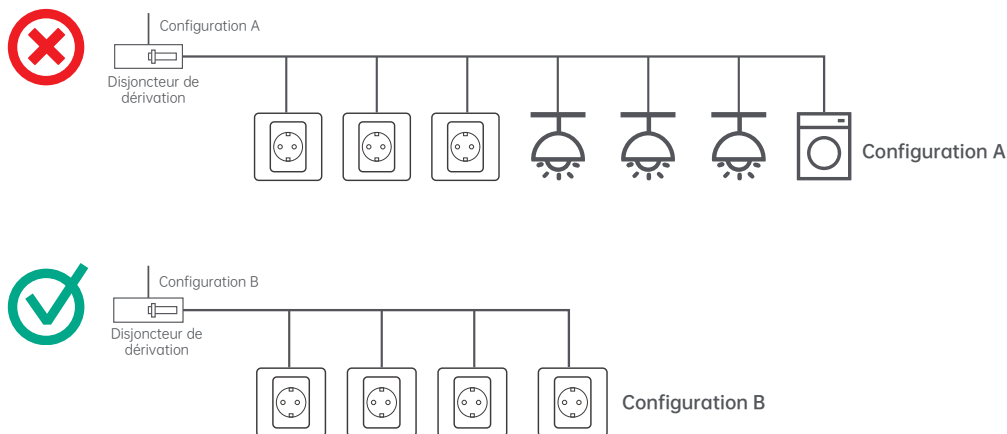 Configuration A
Disjoncteur de
dérivation
Configuration A
Configuration B
Disjoncteur de
dérivation
Configuration B